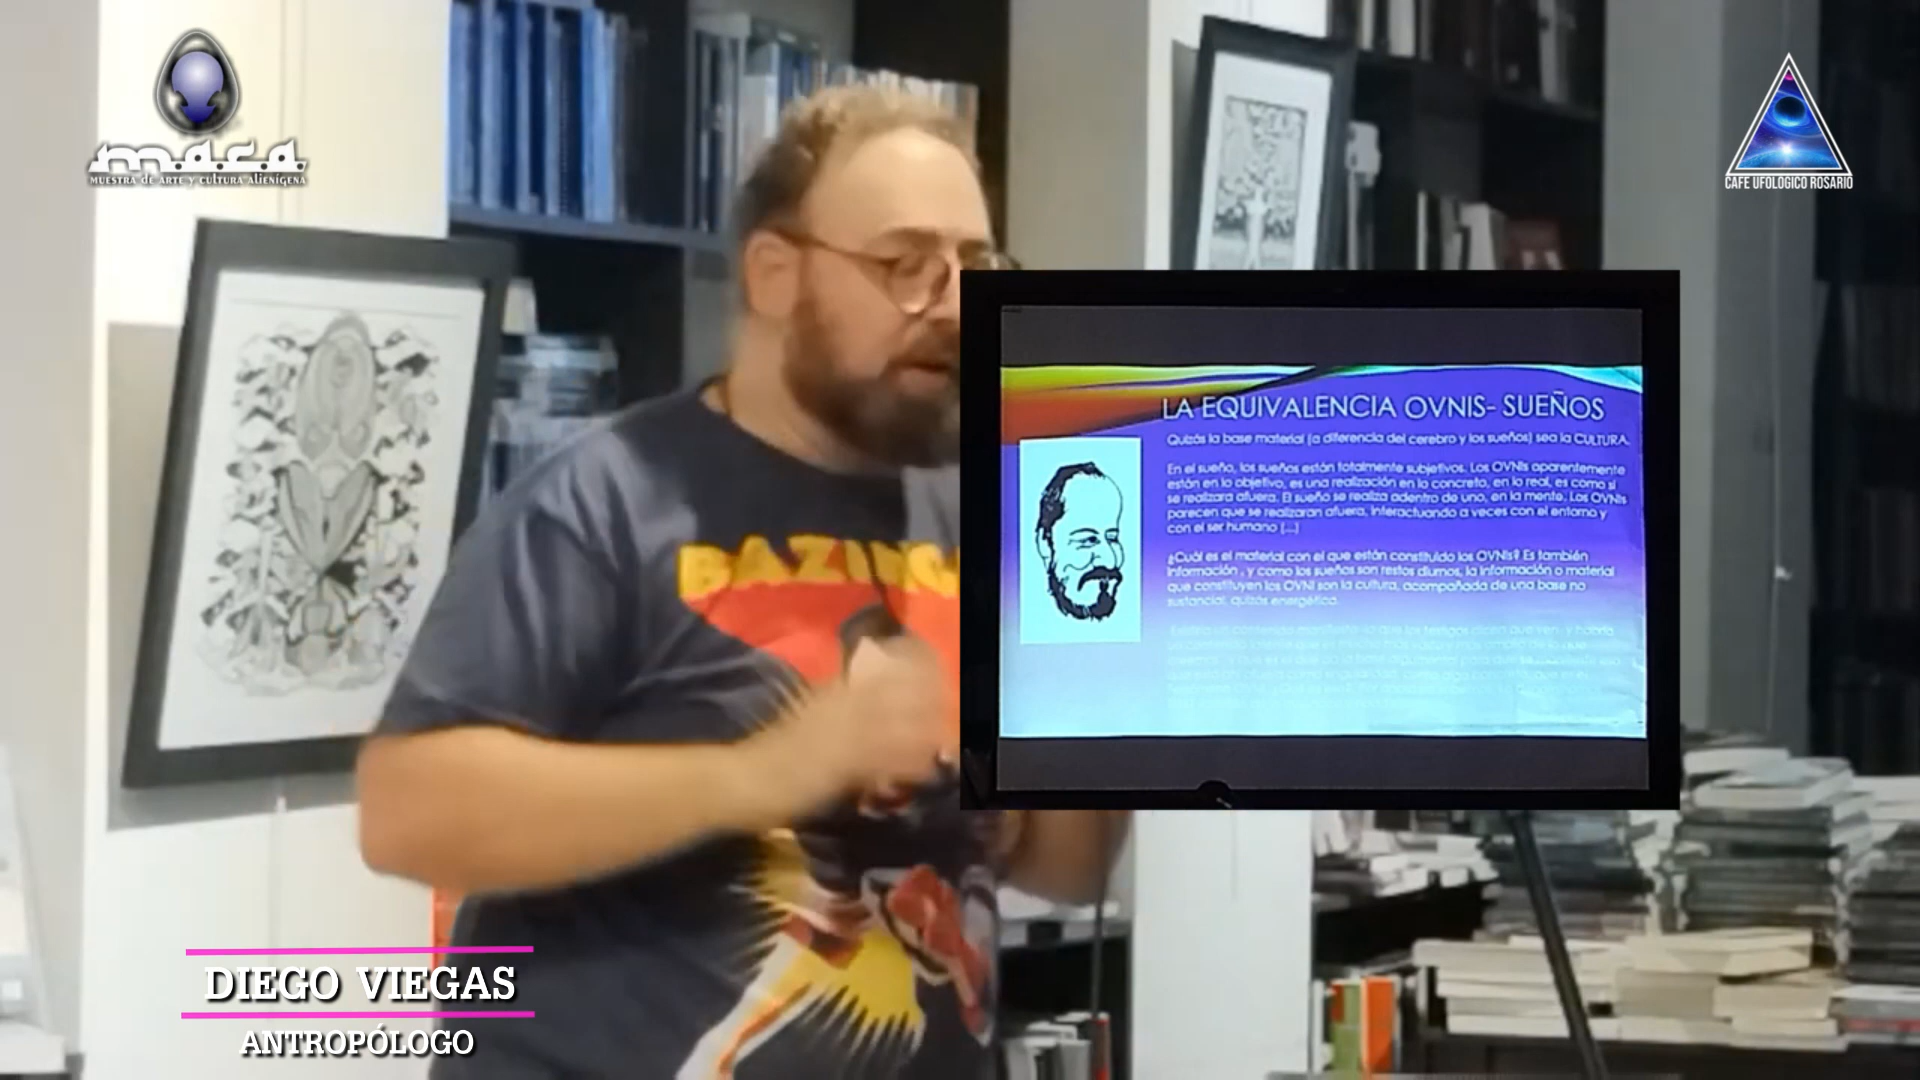 m.a.c.a.
MUESTRA de ARTE y CULTURA ALIENÍGENA
CAFE UFOLOGICO ROSARIO
BAZING
LA EQUIVALENCIA OVNIS- SUEÑOS
Quizás la base material (a diferencia del cerebro y los sueños) sea la CULTURA.
En el sueño, los sueños están totalmente subjetivos. Los OVNIs aparentemente
están en lo objetivo, es una realización en lo concreto, en lo real, es como si
se realizara afuera. El sueño se realiza adentro de uno, en la mente. Los OVNIs
parecen que se realizaran afuera, interactuando a veces con el entorno y
con el ser humano [...]
¿Cuál es el material con el que están constituido los OVNIs? Es también
información , y como los sueños son restos diurnos, la información o material
que constituyen los OVNI son la cultura, acompañada de una base no
sustancial, quizás energética.
DIEGO VIEGAS
ANTROPÓLOGO